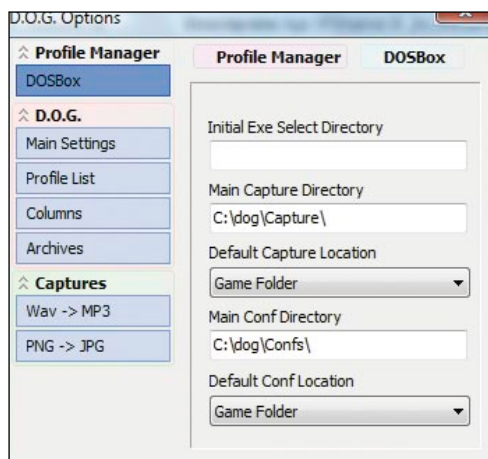 D.O.G. Options
Profile Manager
DOSBox
D.O.G.
Main Settings
Profile List
Columns
Archives
Captures
Wav -> MP3
PNG -> JPG
Profile Manager
DOSBox
Initial Exe Select Directory
Main Capture Directory
C:\dog\Capture\
Default Capture Location
Game Folder
Main Conf Directory
C:\dog\Confs\
Default Conf Location
Game Folder